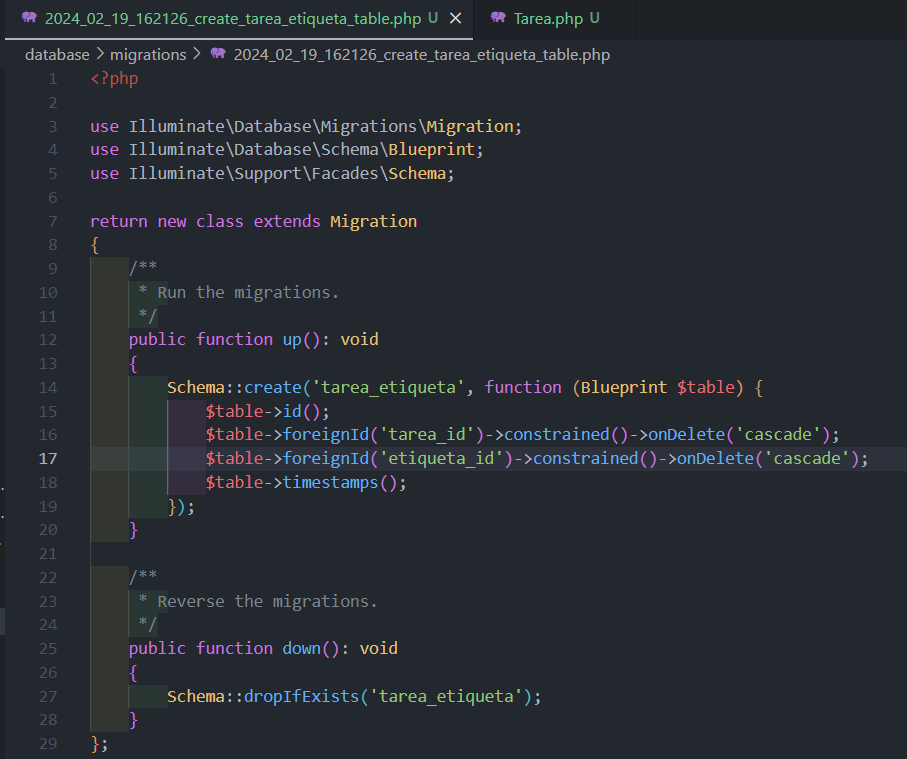 2024_02_19_162126_create_tarea_etiqueta_table.php U Tarea.php U
database > migrations > 2024_02_19_162126_create_tarea_etiqueta_table.php
1 <?php
2
3 use Illuminate\Database\Migrations\Migration;
4 use Illuminate\Database\Schema\Blueprint;
5 use Illuminate\Support\Facades\Schema;
6
7 return new class extends Migration
8 {
9     /**
10      * Run the migrations.
11      */
12     public function up(): void
13     {
14         Schema::create('tarea_etiqueta', function (Blueprint $table) {
15             $table->id();
16             $table->foreignId('tarea_id')->constrained()->onDelete('cascade');
17             $table->foreignId('etiqueta_id')->constrained()->onDelete('cascade');
18             $table->timestamps();
19         });
20     }
21
22     /**
23      * Reverse the migrations.
24      */
25     public function down(): void
26     {
27         Schema::dropIfExists('tarea_etiqueta');
28     }
29 };